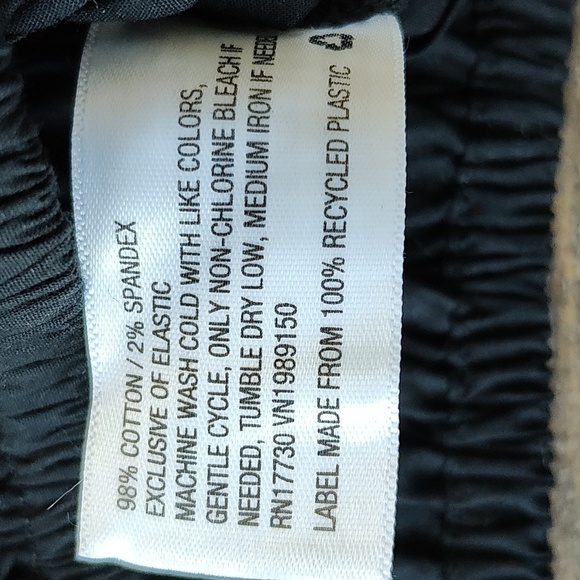 98% COTTON / 2% SPANDEX
EXCLUSIVE OF ELASTIC
MACHINE WASH COLD WITH LIKE COLORS,
GENTLE CYCLE, ONLY NON-CHLORINE BLEACH IF
NEEDED, TUMBLE DRY LOW, MEDIUM IRON IF NEEDE
RN17730 VN1989150
LABEL MADE FROM 100% RECYCLED PLASTIC